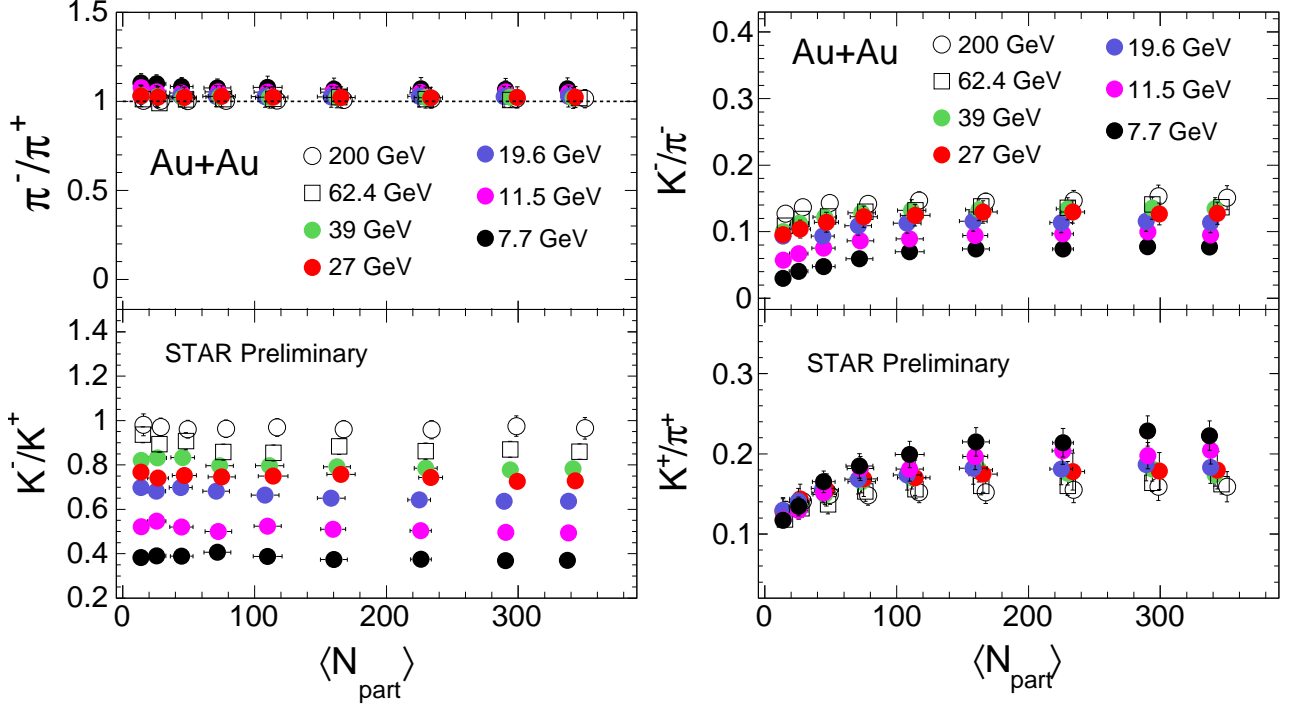 1.5
1
0.5
0
π⁻/π⁺
Au+Au
200 GeV
62.4 GeV
39 GeV
27 GeV
19.6 GeV
11.5 GeV
7.7 GeV
1.4
1.2
1
0.8
0.6
0.4
0.2
K⁻/K⁺
STAR Preliminary
0 100 200 300
⟨N_part⟩
0.4
0.3
0.2
0.1
0
K⁻/π⁻
Au+Au
200 GeV
62.4 GeV
39 GeV
27 GeV
19.6 GeV
11.5 GeV
7.7 GeV
0.3
0.2
0.1
K⁺/π⁺
STAR Preliminary
0 100 200 300
⟨N_part⟩